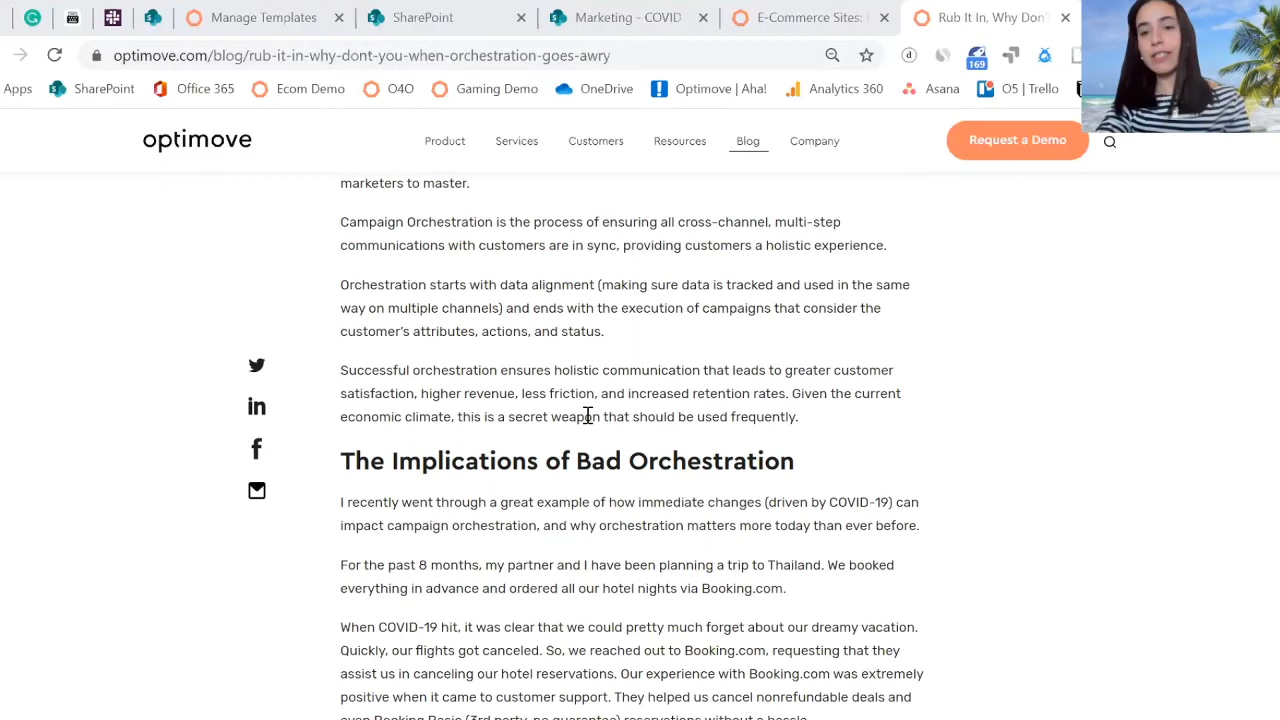 Manage Templates
SharePoint
Marketing - COVID
E-Commerce Sites:
Rub It In, Why Don't
optimove.com/blog/rub-it-in-why-dont-you-when-orchestration-goes-awry
169
Apps SharePoint Office 365 Ecom Demo O4O Gaming Demo OneDrive Optimove | Aha! Analytics 360 Asana O5 | Trello
optimove Product Services Customers Resources Blog Company Request a Demo
marketers to master.
Campaign Orchestration is the process of ensuring all cross-channel, multi-step
communications with customers are in sync, providing customers a holistic experience.
Orchestration starts with data alignment (making sure data is tracked and used in the same
way on multiple channels) and ends with the execution of campaigns that consider the
customer's attributes, actions, and status.
Successful orchestration ensures holistic communication that leads to greater customer
satisfaction, higher revenue, less friction, and increased retention rates. Given the current
economic climate, this is a secret weapon that should be used frequently.
The Implications of Bad Orchestration
I recently went through a great example of how immediate changes (driven by COVID-19) can
impact campaign orchestration, and why orchestration matters more today than ever before.
For the past 8 months, my partner and I have been planning a trip to Thailand. We booked
everything in advance and ordered all our hotel nights via Booking.com.
When COVID-19 hit, it was clear that we could pretty much forget about our dreamy vacation.
Quickly, our flights got canceled. So, we reached out to Booking.com, requesting that they
assist us in canceling our hotel reservations. Our experience with Booking.com was extremely
positive when it came to customer support. They helped us cancel nonrefundable deals and
even Booking Basic (3rd party, no guarantee) reservations without a hassle.